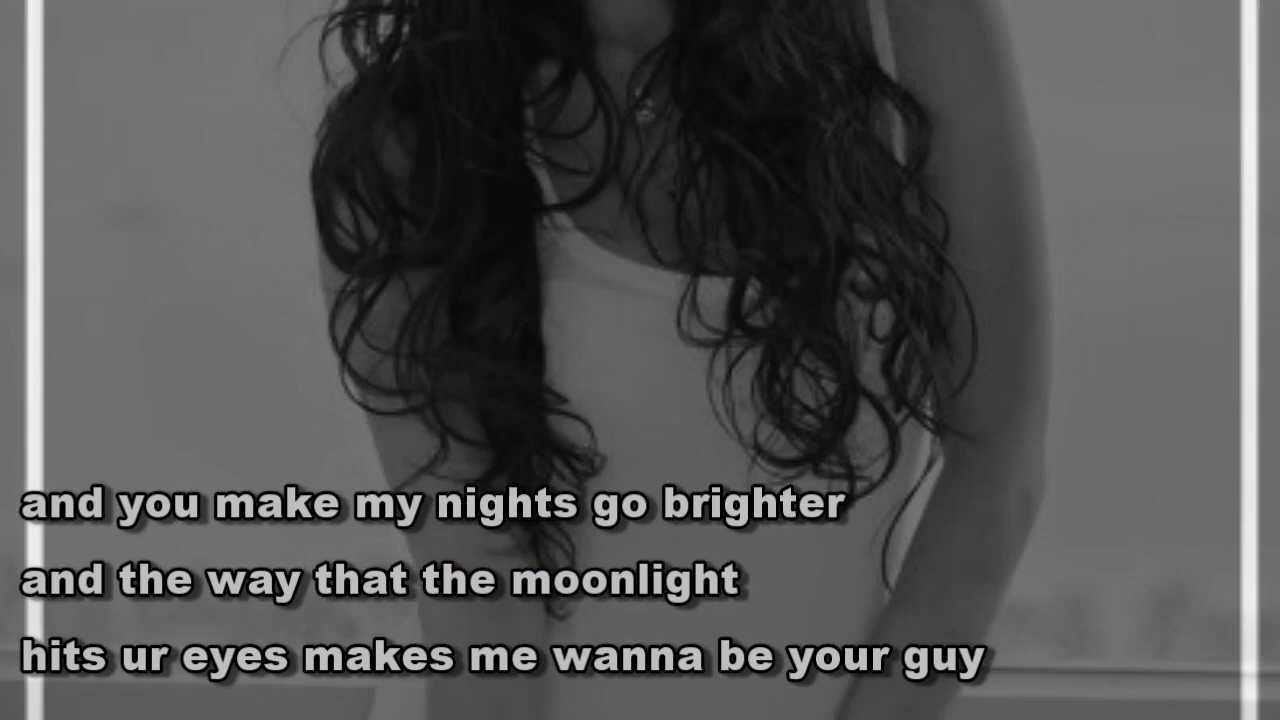 and you make my nights go brighter
and the way that the moonlight
hits ur eyes makes me wanna be your guy